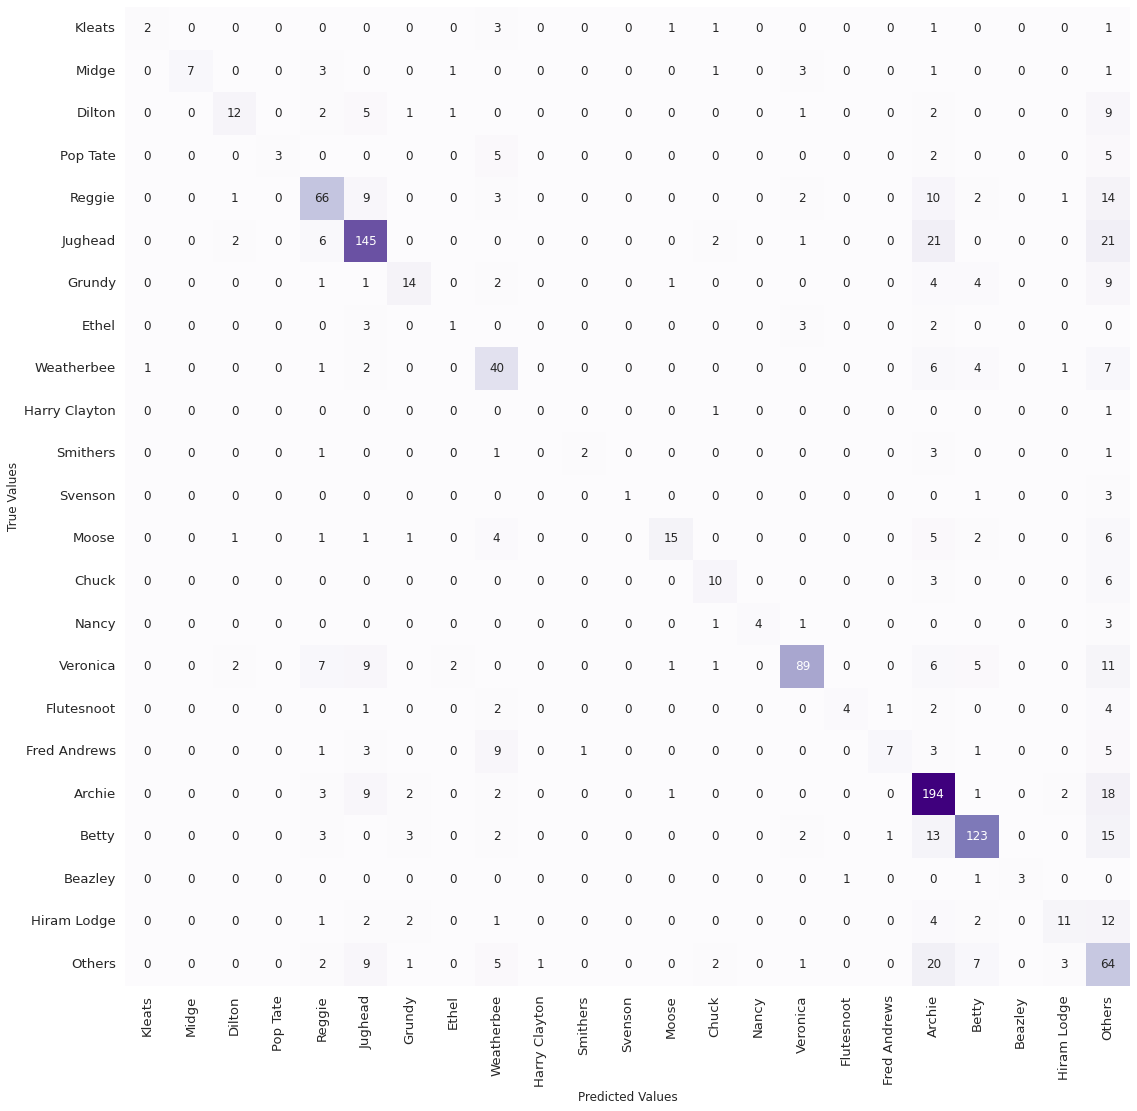 Kleats 2 0 0 0 0 0 0 0 3 0 0 0 1 1 0 0 0 0 1 0 0 0 1
Midge 0 7 0 0 3 0 0 1 0 0 0 0 0 1 0 3 0 0 1 0 0 0 1
Dilton 0 0 12 0 2 5 1 1 0 0 0 0 0 0 0 1 0 0 2 0 0 0 9
Pop Tate 0 0 0 3 0 0 0 0 5 0 0 0 0 0 0 0 0 0 2 0 0 0 5
Reggie 0 0 1 0 66 9 0 0 3 0 0 0 0 0 0 2 0 0 10 2 0 1 14
Jughead 0 0 2 0 6 145 0 0 0 0 0 0 0 2 0 1 0 0 21 0 0 0 21
Grundy 0 0 0 0 1 1 14 0 2 0 0 0 1 0 0 0 0 0 4 4 0 0 9
Ethel 0 0 0 0 0 3 0 1 0 0 0 0 0 0 0 3 0 0 2 0 0 0 0
Weatherbee 1 0 0 0 1 2 0 0 40 0 0 0 0 0 0 0 0 0 6 4 0 1 7
Harry Clayton 0 0 0 0 0 0 0 0 0 0 0 0 0 1 0 0 0 0 0 0 0 0 1
Smithers 0 0 0 0 1 0 0 0 1 0 2 0 0 0 0 0 0 0 3 0 0 0 1
Svenson 0 0 0 0 0 0 0 0 0 0 0 1 0 0 0 0 0 0 0 1 0 0 3
Moose 0 0 1 0 1 1 1 0 4 0 0 0 15 0 0 0 0 0 5 2 0 0 6
Chuck 0 0 0 0 0 0 0 0 0 0 0 0 0 10 0 0 0 0 3 0 0 0 6
Nancy 0 0 0 0 0 0 0 0 0 0 0 0 0 1 4 1 0 0 0 0 0 0 3
Veronica 0 0 2 0 7 9 0 2 0 0 0 0 1 1 0 89 0 0 6 5 0 0 11
Flutesnoot 0 0 0 0 0 1 0 0 2 0 0 0 0 0 0 0 4 1 2 0 0 0 4
Fred Andrews 0 0 0 0 1 3 0 0 9 0 1 0 0 0 0 0 0 7 3 1 0 0 5
Archie 0 0 0 0 3 9 2 0 2 0 0 0 1 0 0 0 0 0 194 1 0 2 18
Betty 0 0 0 0 3 0 3 0 2 0 0 0 0 0 0 2 0 1 13 123 0 0 15
Beazley 0 0 0 0 0 0 0 0 0 0 0 0 0 0 0 0 1 0 0 1 3 0 0
Hiram Lodge 0 0 0 0 1 2 2 0 1 0 0 0 0 0 0 0 0 0 4 2 0 11 12
Others 0 0 0 0 2 9 1 0 5 1 0 0 0 2 0 1 0 0 20 7 0 3 64
True Values
Kleats
Midge
Dilton
Pop Tate
Reggie
Jughead
Grundy
Ethel
Weatherbee
Harry Clayton
Smithers
Svenson
Moose
Chuck
Nancy
Veronica
Flutesnoot
Fred Andrews
Archie
Betty
Beazley
Hiram Lodge
Others
Predicted Values